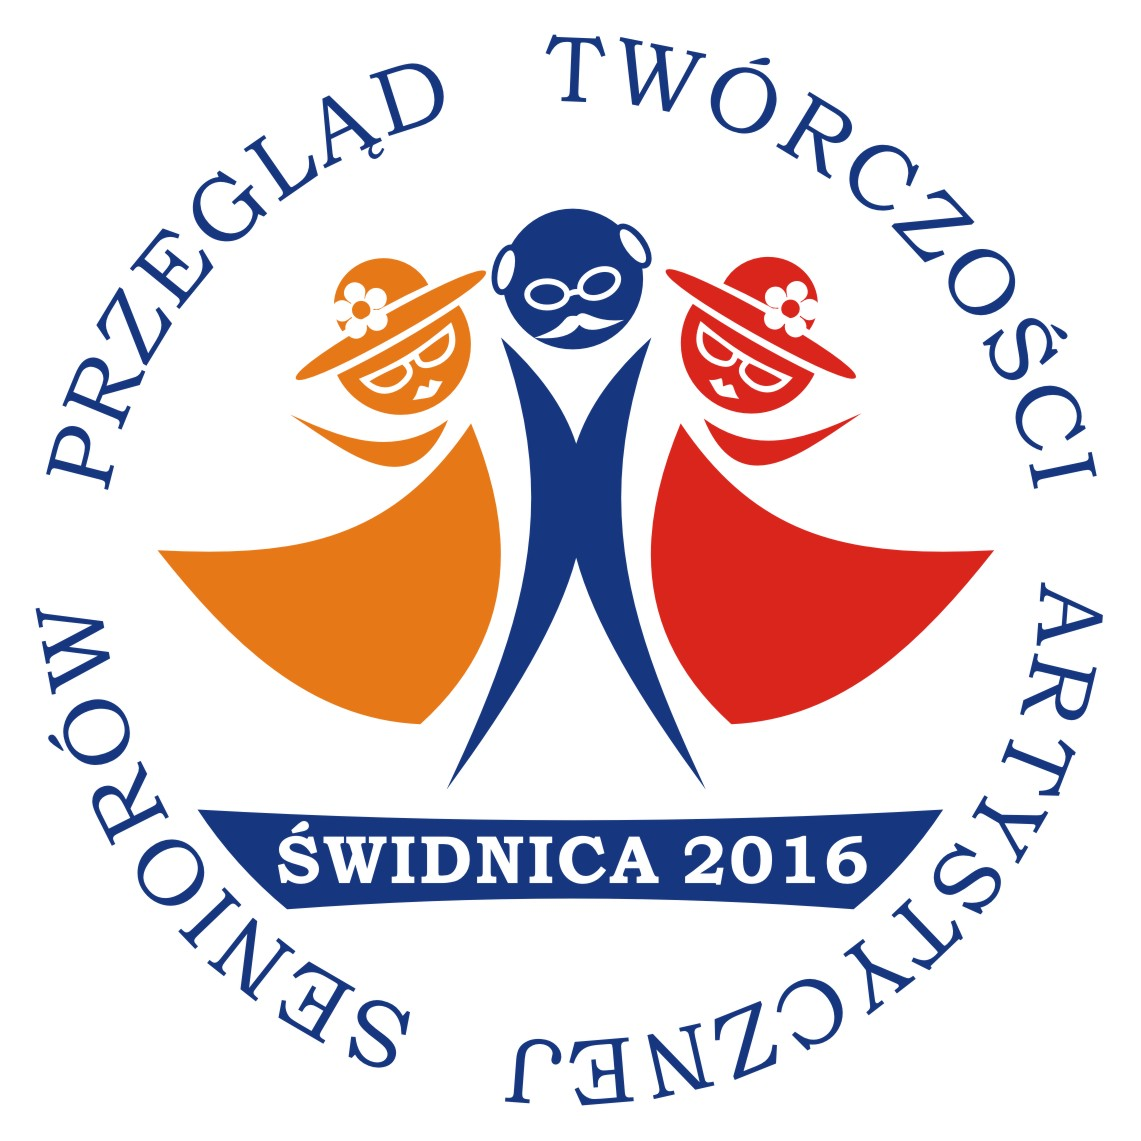 PRZEGLĄD TWÓRCZOŚCI ARTYSTYCZNEJ SENIORÓW
ŚWIDNICA 2016